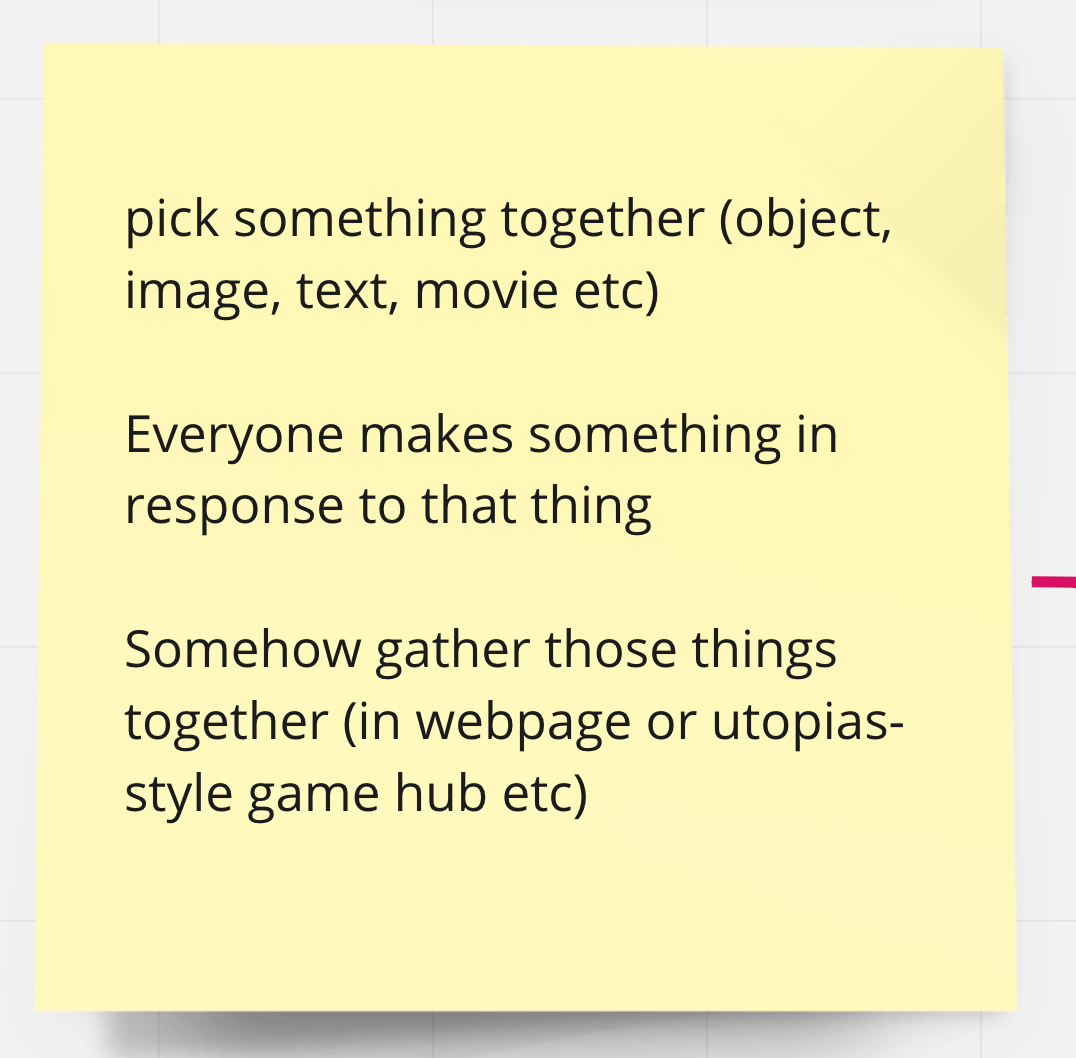 pick something together (object,
image, text, movie etc)
Everyone makes something in
response to that thing
Somehow gather those things
together (in webpage or utopias-
style game hub etc)